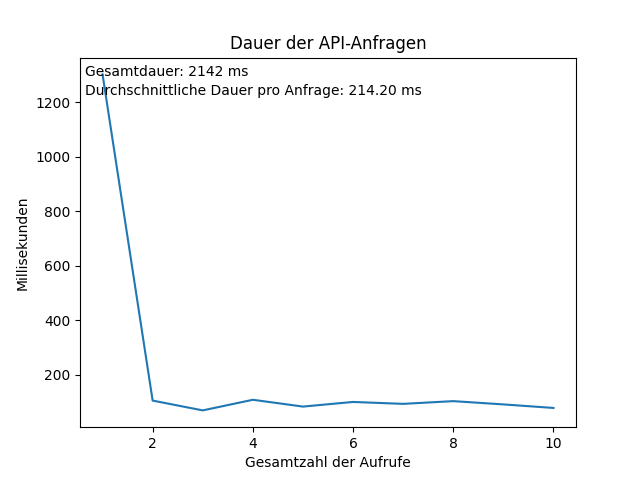 Dauer der API-Anfragen
Gesamtdauer: 2142 ms
Durchschnittliche Dauer pro Anfrage: 214.20 ms
1200
1000
800
600
400
200
Millisekunden
2 4 6 8 10
Gesamtzahl der Aufrufe